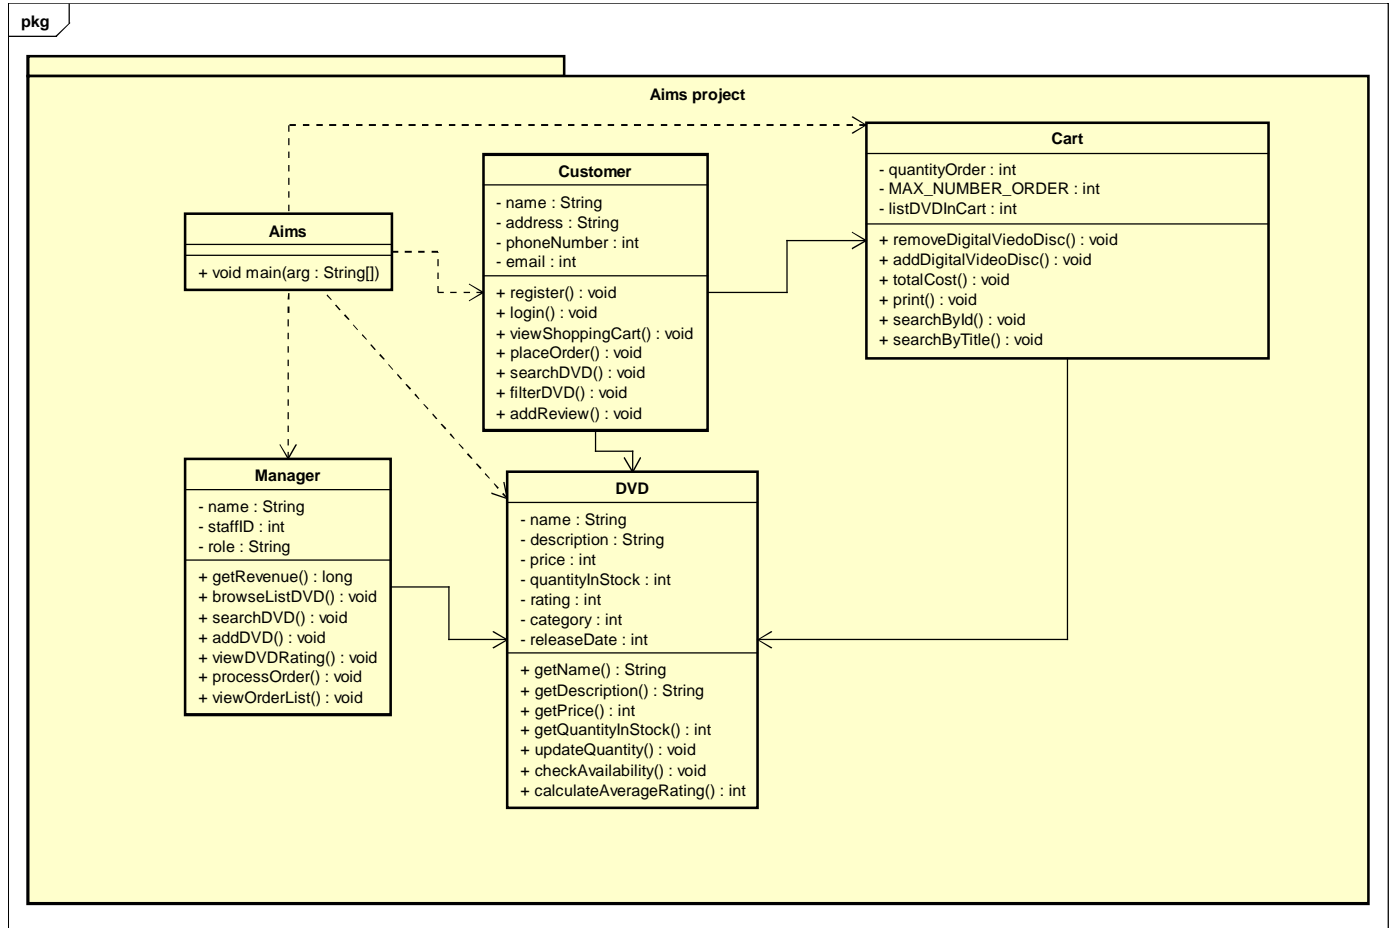 pkg
Aims project
Cart
- quantityOrder : int
- MAX_NUMBER_ORDER : int
- listDVDInCart : int
+ removeDigitalViedoDisc() : void
+ addDigitalVideoDisc() : void
+ totalCost() : void
+ print() : void
+ searchById() : void
+ searchByTitle() : void
Customer
- name : String
- address : String
- phoneNumber : int
- email : int
+ register() : void
+ login() : void
+ viewShoppingCart() : void
+ placeOrder() : void
+ searchDVD() : void
+ filterDVD() : void
+ addReview() : void
Aims
+ void main(arg : String[])
Manager
- name : String
- staffID : int
- role : String
+ getRevenue() : long
+ browseListDVD() : void
+ searchDVD() : void
+ addDVD() : void
+ viewDVDRating() : void
+ processOrder() : void
+ viewOrderList() : void
DVD
- name : String
- description : String
- price : int
- quantityInStock : int
- rating : int
- category : int
- releaseDate : int
+ getName() : String
+ getDescription() : String
+ getPrice() : int
+ getQuantityInStock() : int
+ updateQuantity() : void
+ checkAvailability() : void
+ calculateAverageRating() : int